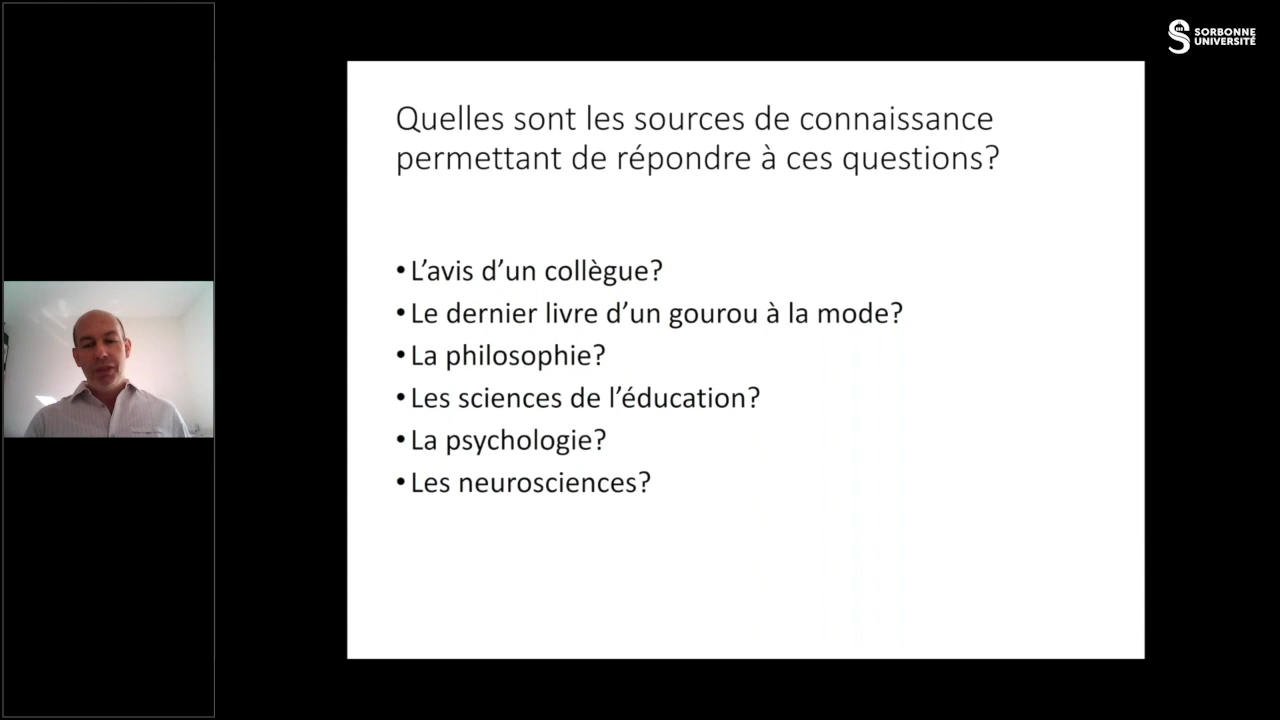 SORBONNE
UNIVERSITÉ
Quelles sont les sources de connaissance
permettant de répondre à ces questions?
•L’avis d’un collègue?
•Le dernier livre d’un gourou à la mode?
•La philosophie?
•Les sciences de l’éducation?
•La psychologie?
•Les neurosciences?